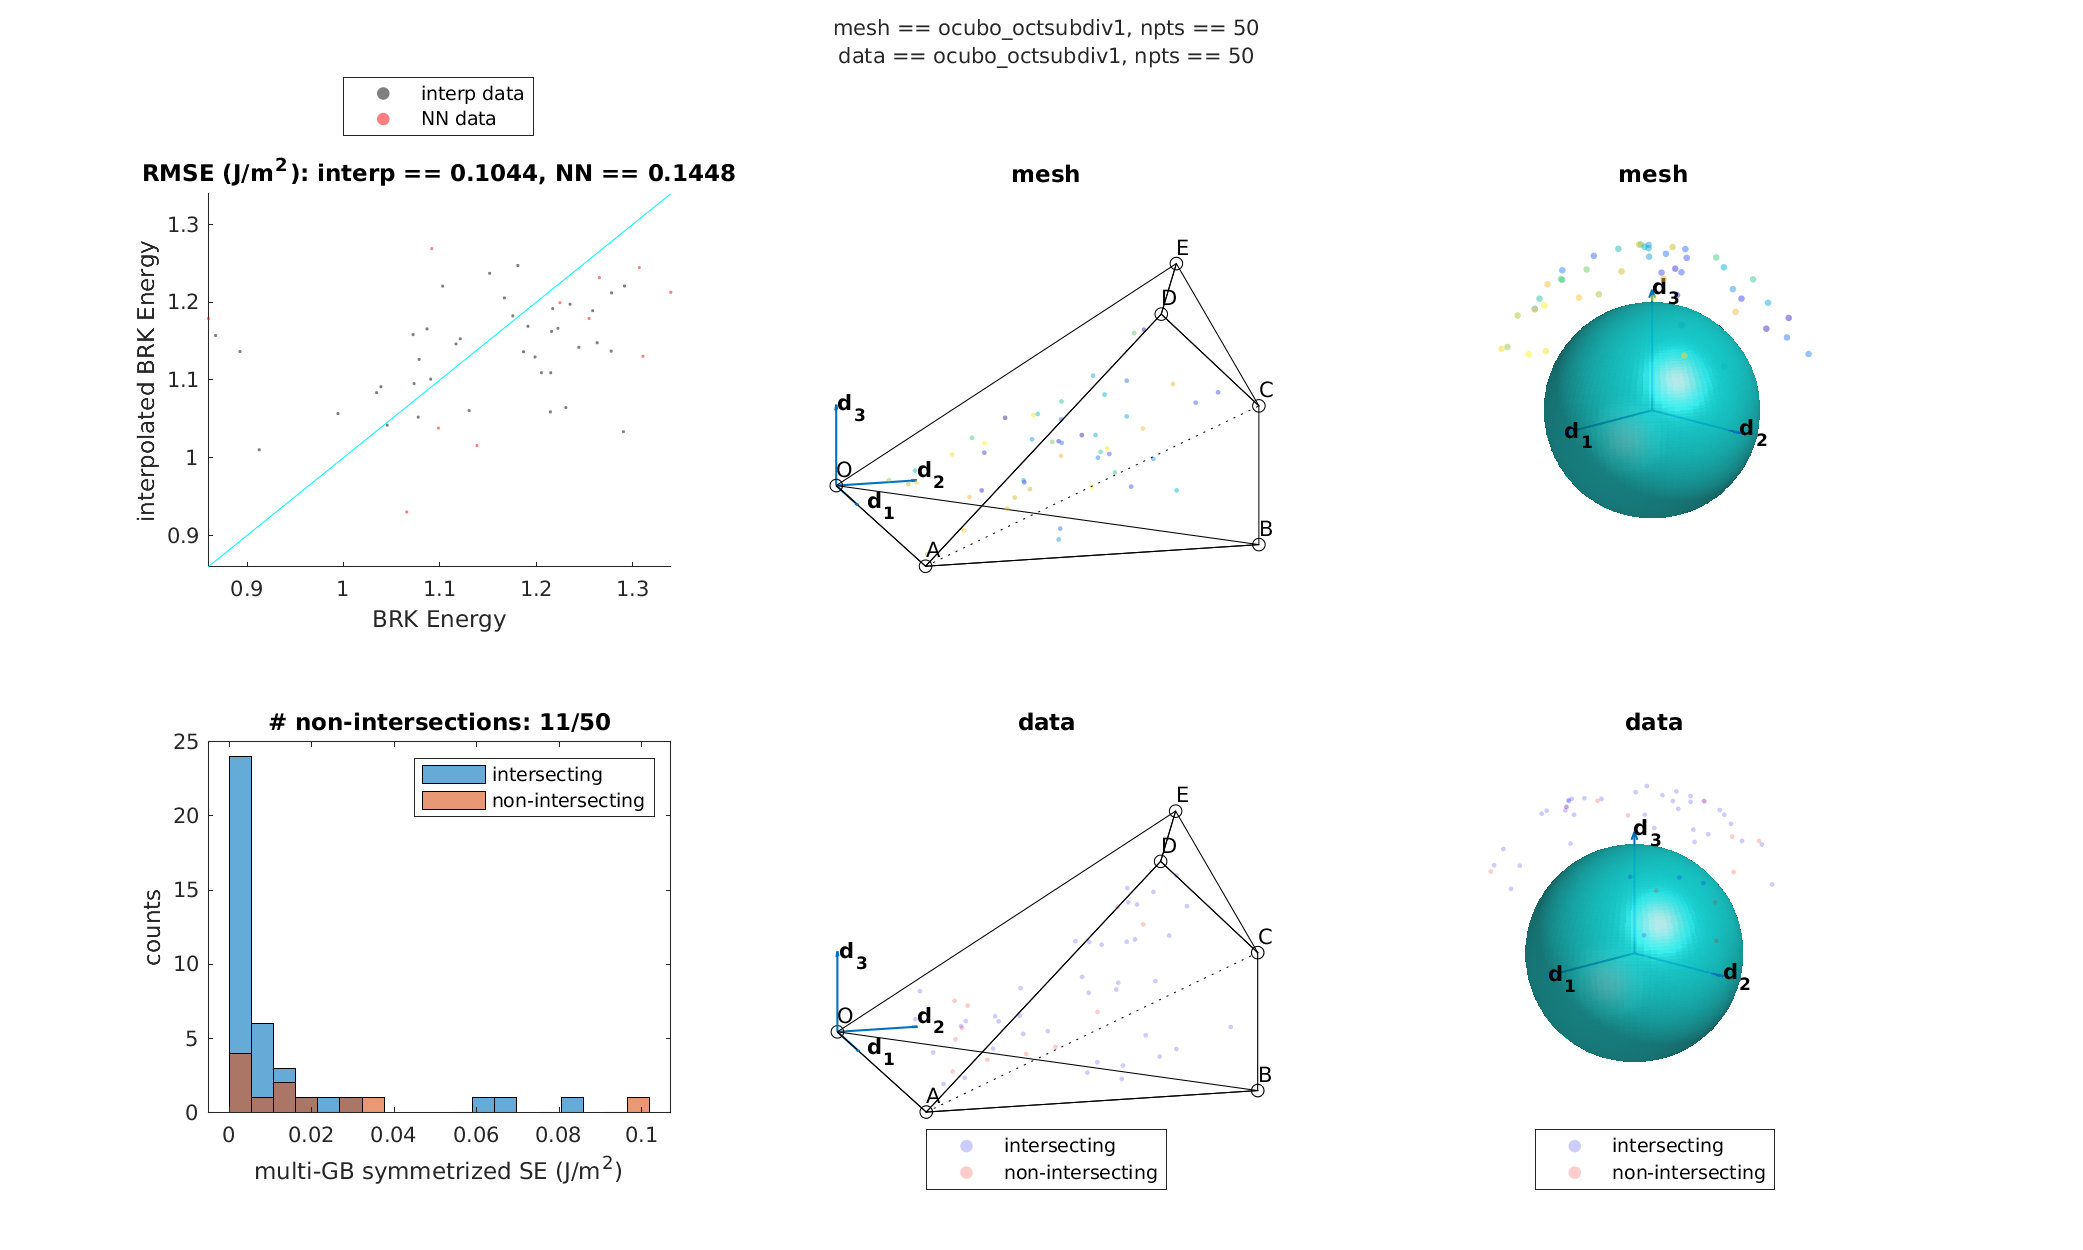 mesh == ocubo_octsubdiv1, npts == 50
data == ocubo_octsubdiv1, npts == 50
interp data
NN data
RMSE (J/m²): interp == 0.1044, NN == 0.1448
interpolated BRK Energy
1.3
1.2
1.1
1
0.9
0.9 1 1.1 1.2 1.3
BRK Energy
mesh
E
D
C
d₃
O
d₂
d₁
B
A
mesh
d₃
d₁
d₂
# non-intersections: 11/50
counts
25
20
15
10
5
0
intersecting
non-intersecting
0 0.02 0.04 0.06 0.08 0.1
multi-GB symmetrized SE (J/m²)
data
E
D
C
d₃
O
d₂
d₁
B
A
intersecting
non-intersecting
data
d₃
d₁
d₂
intersecting
non-intersecting